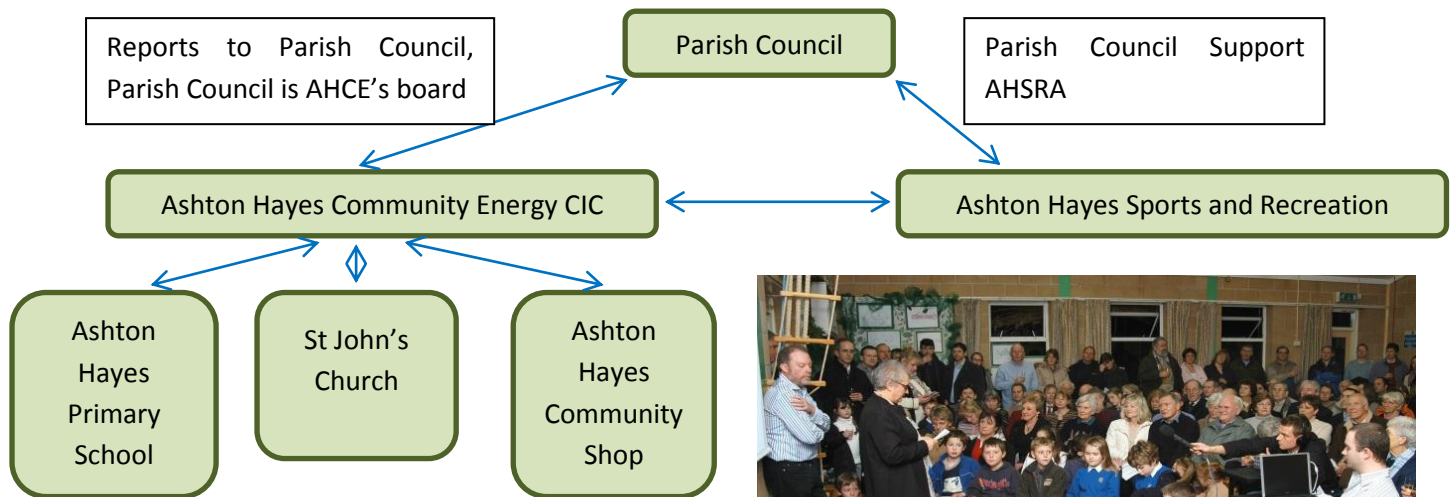 Reports to Parish Council,
Parish Council is AHCE's board
Parish Council
Parish Council Support
AHSRA
Ashton Hayes Community Energy CIC
Ashton Hayes Sports and Recreation
Ashton
Hayes
Primary
School
St John's
Church
Ashton
Hayes
Community
Shop